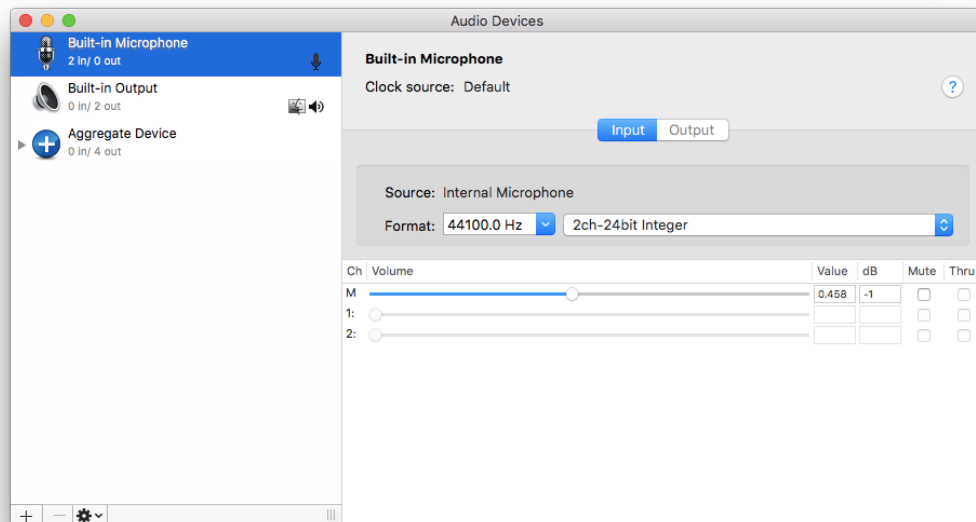 Audio Devices
Built-in Microphone
2 in/ 0 out
Built-in Output
0 in/ 2 out
Aggregate Device
0 in/ 4 out
Built-in Microphone
Clock source: Default
?
Input Output
Source: Internal Microphone
Format: 44100.0 Hz 2ch-24bit Integer
Ch Volume Value dB Mute Thru
M 0.458 -1
1:
2: